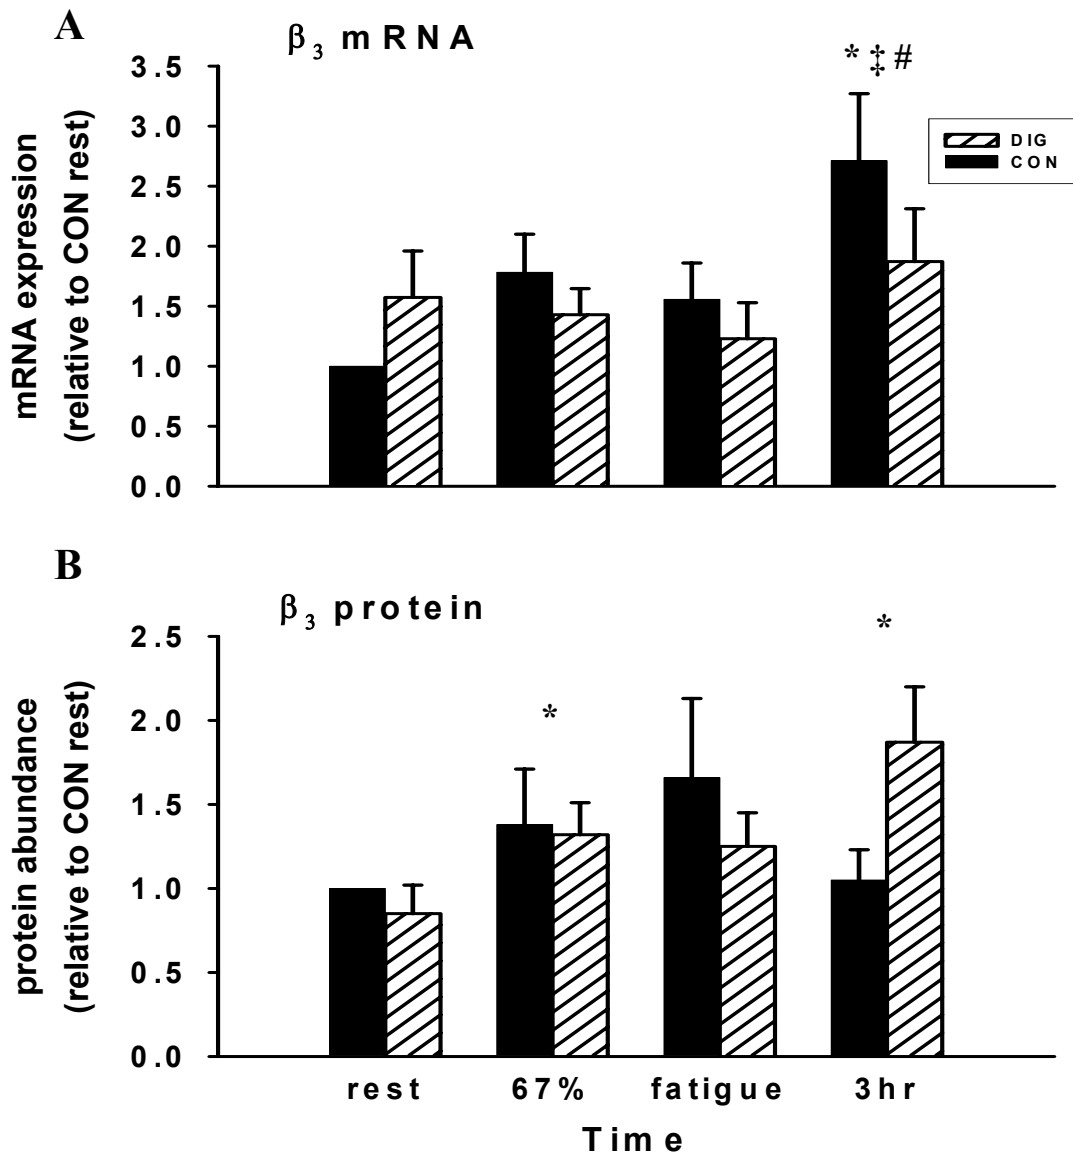 A
β3 mRNA
* ‡ #
mRNA expression
(relative to CON rest)
3.5
3.0
2.5
2.0
1.5
1.0
0.5
0.0
DIG
CON
B
β3 protein
*
*
protein abundance
(relative to CON rest)
2.5
2.0
1.5
1.0
0.5
0.0
rest 67% fatigue 3hr
Time